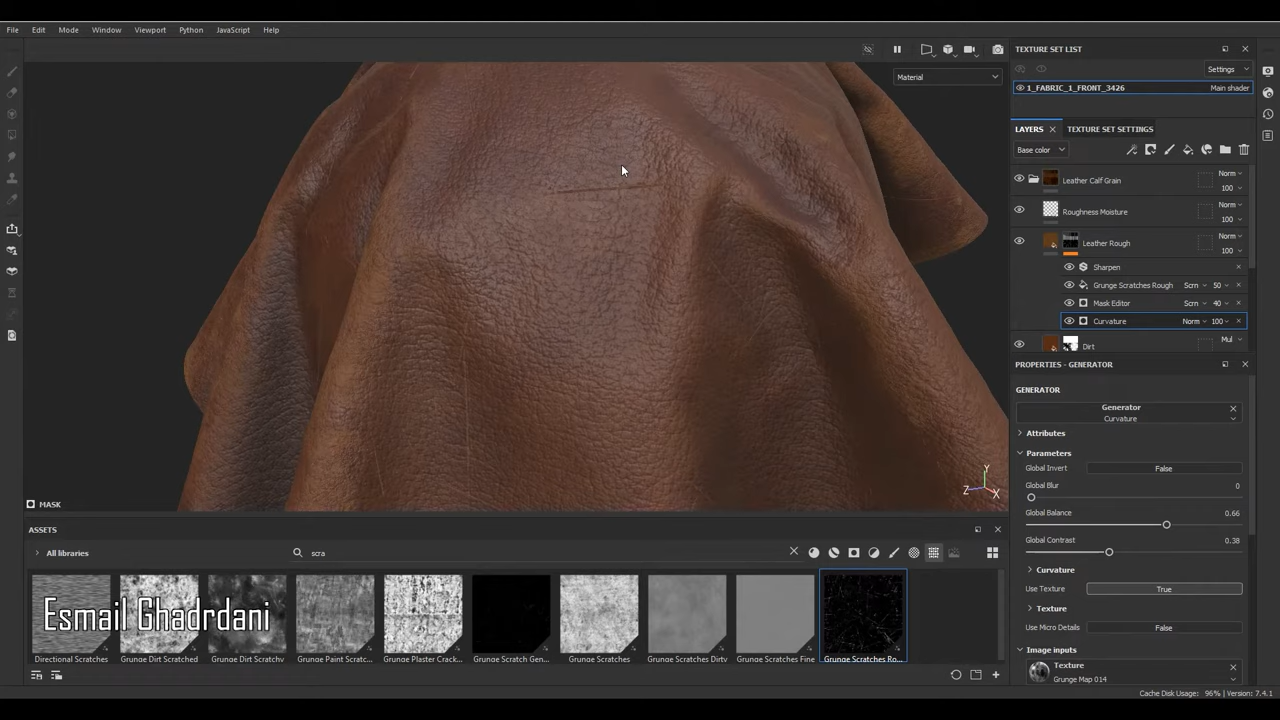 File Edit Mode Window Viewport Python JavaScript Help
Material
TEXTURE SET LIST
Settings
1_FABRIC_1_FRONT_3426 Main shader
LAYERS TEXTURE SET SETTINGS
Base color
Leather Calf Grain Norm 100
Roughness Moisture Norm 100
Leather Rough Norm 100
Sharpen
Grunge Scratches Rough Scrn 50
Mask Editor Scrn 40
Curvature Norm 100
Dirt Mul
PROPERTIES - GENERATOR
GENERATOR
Generator
Curvature
Attributes
Parameters
Global Invert False
Global Blur 0
Global Balance 0.66
Global Contrast 0.38
Curvature
Use Texture True
Texture
Use Micro Details False
Image inputs
Texture
Grunge Map 014
Y
Z X
MASK
ASSETS
All libraries scra
Esmail Ghadrdani
Directional Scratches Grunge Dirt Scratched Grunge Dirt Scratchy Grunge Paint Scratc... Grunge Plaster Crack... Grunge Scratch Gen... Grunge Scratches Grunge Scratches Dirty Grunge Scratches Fine Grunge Scratches Ro...
Cache Disk Usage: 96% | Version: 7.4.1